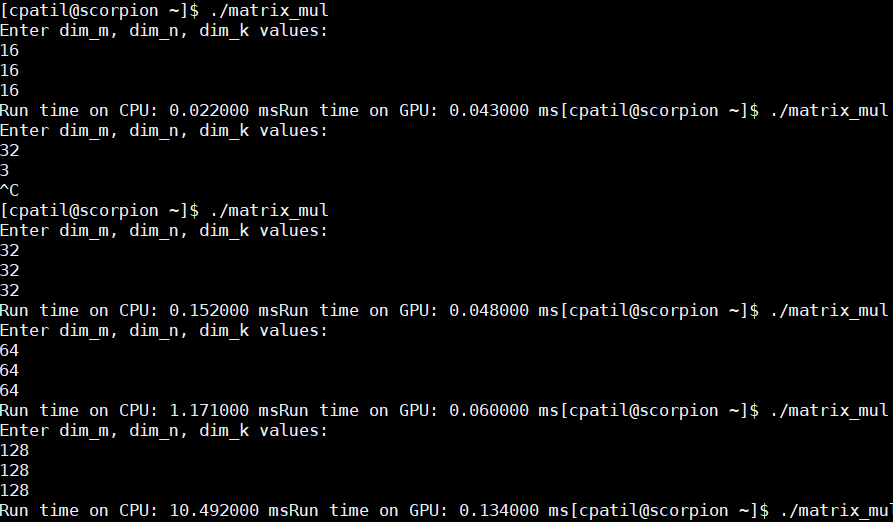 [cpatil@scorpion ~]$ ./matrix_mul
Enter dim_m, dim_n, dim_k values:
16
16
16
Run time on CPU: 0.022000 msRun time on GPU: 0.043000 ms[cpatil@scorpion ~]$ ./matrix_mul
Enter dim_m, dim_n, dim_k values:
32
3
^C
[cpatil@scorpion ~]$ ./matrix_mul
Enter dim_m, dim_n, dim_k values:
32
32
32
Run time on CPU: 0.152000 msRun time on GPU: 0.048000 ms[cpatil@scorpion ~]$ ./matrix_mul
Enter dim_m, dim_n, dim_k values:
64
64
64
Run time on CPU: 1.171000 msRun time on GPU: 0.060000 ms[cpatil@scorpion ~]$ ./matrix_mul
Enter dim_m, dim_n, dim_k values:
128
128
128
Run time on CPU: 10.492000 msRun time on GPU: 0.134000 ms[cpatil@scorpion ~]$ ./matrix_mu